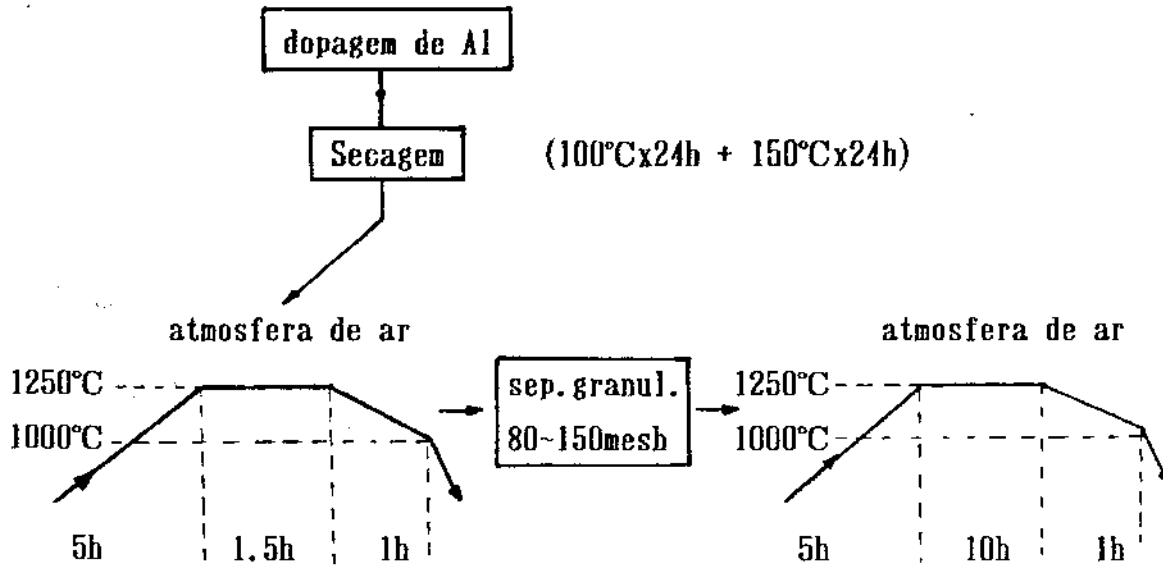 dopagem de Al
Secagem
(100°Cx24h + 150°Cx24h)
atmosfera de ar
1250°C
1000°C
5h
1.5h
1h
sep.granul.
80~150mesh
atmosfera de ar
1250°C
1000°C
5h
10h
1h